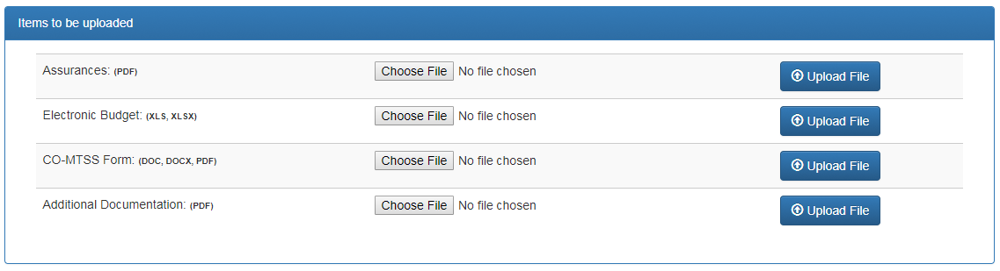 Items to be uploaded
Assurances: (PDF) Choose File No file chosen Upload File
Electronic Budget: (XLS, XLSX) Choose File No file chosen Upload File
CO-MTSS Form: (DOC, DOCX, PDF) Choose File No file chosen Upload File
Additional Documentation: (PDF) Choose File No file chosen Upload File